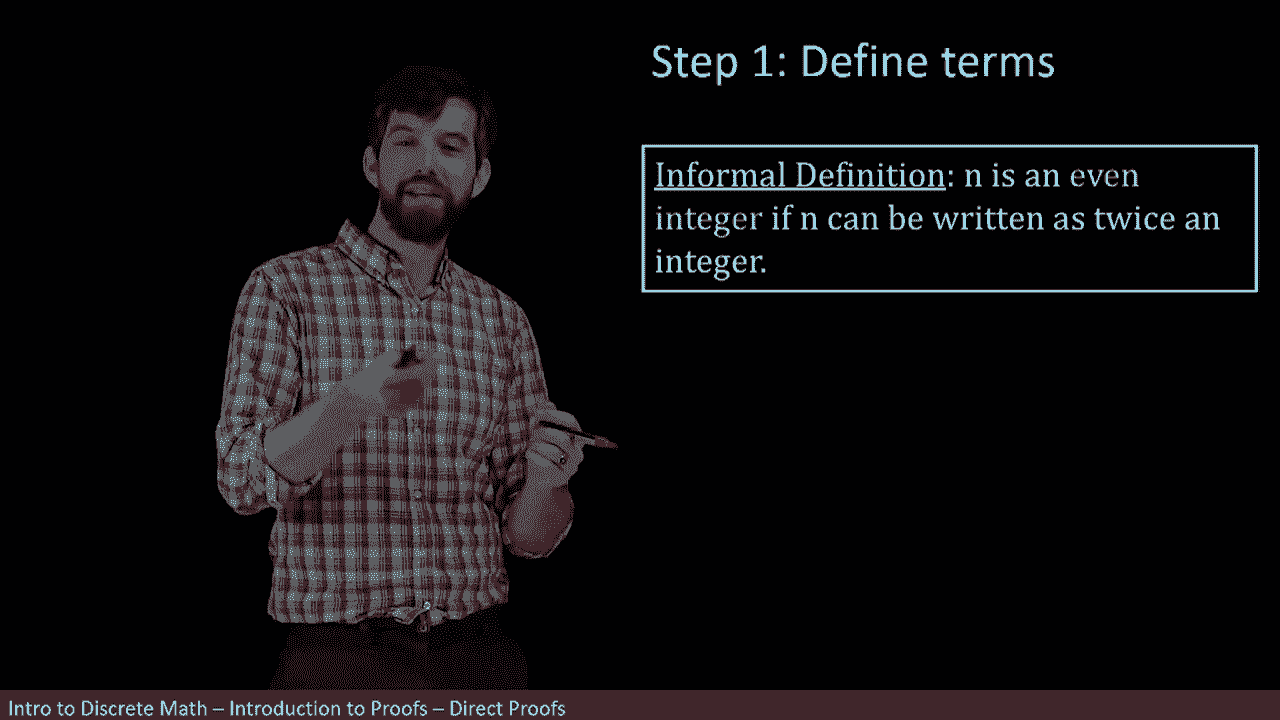 Step 1: Define terms
Informal Definition: n is an even
integer if n can be written as twice an
integer.
Intro to Discrete Math – Introduction to Proofs – Direct Proofs